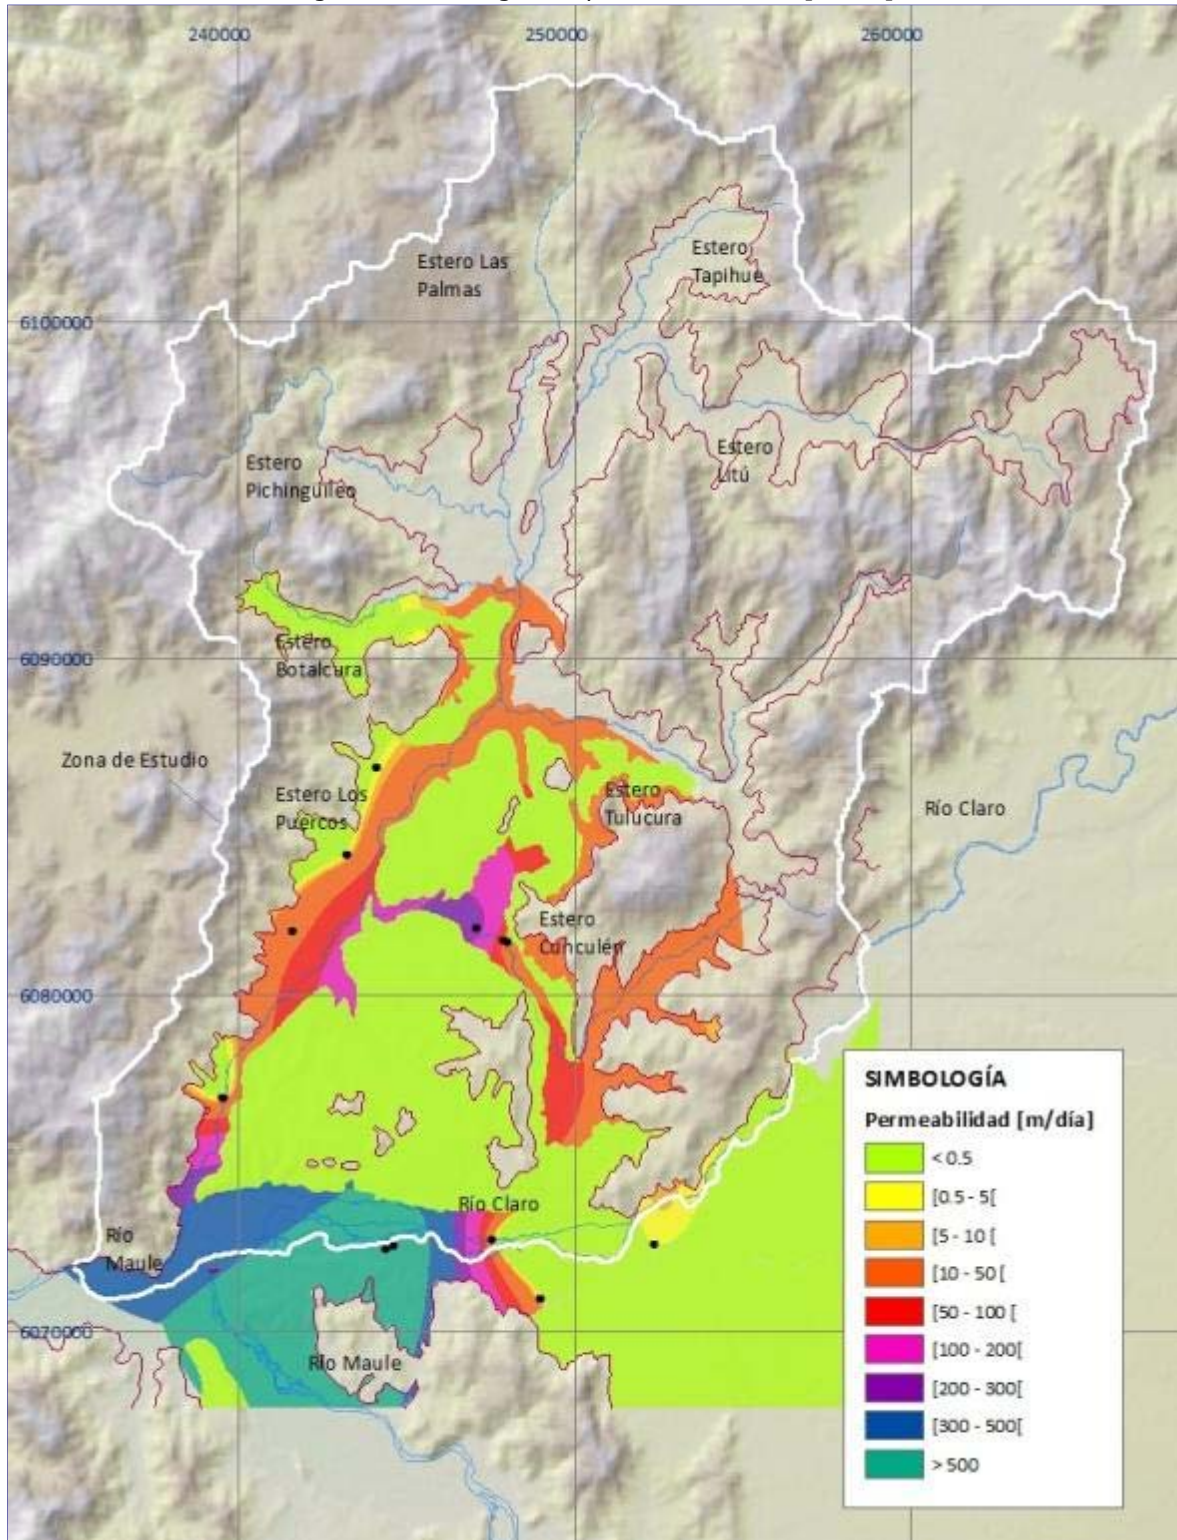 240000
250000
260000
Estero Las
Palmas
Estero
Tapihue
6100000
Estero
Litú
Estero
Pichinguileo
Estero
Botalcura
6090000
Zona de Estudio
Estero Los
Puercos
Estero
Tulucura
Río Claro
Estero
Cunculén
6080000
SIMBOLOGÍA
Permeabilidad [m/día]
< 0.5
[0.5 - 5[
[5 - 10 [
[10 - 50 [
[50 - 100 [
[100 - 200[
[200 - 300[
[300 - 500[
> 500
Río Claro
Río
Maule
6070000
Río Maule